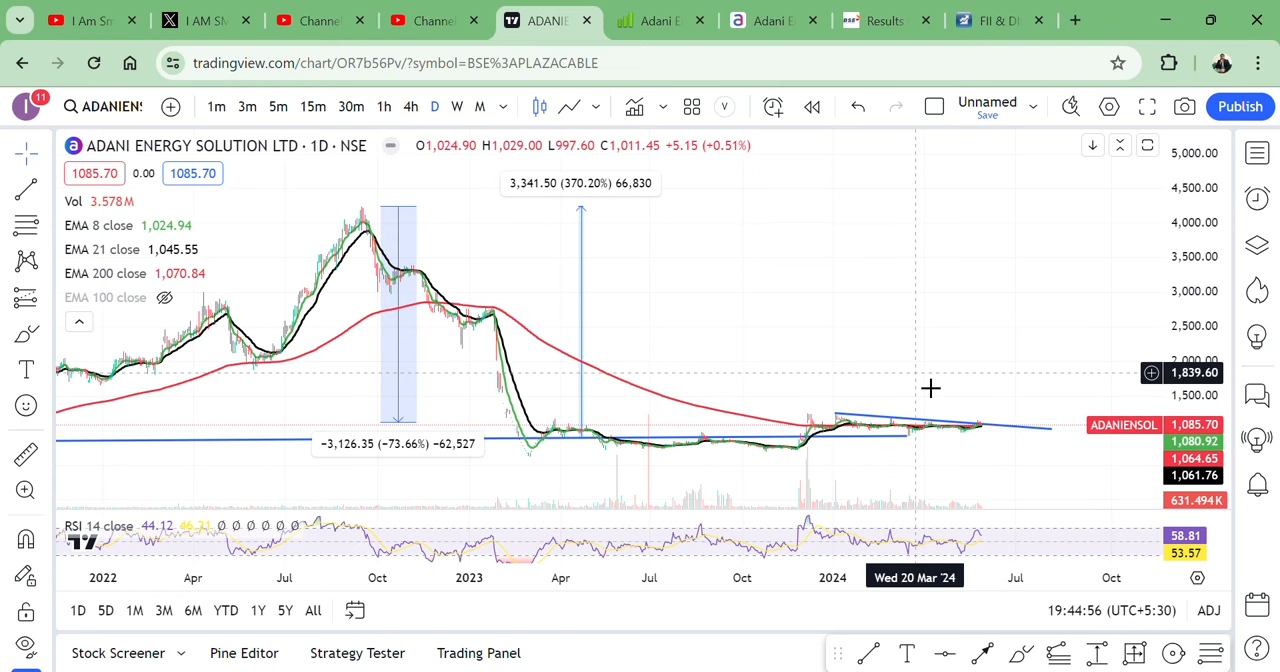 I Am Sr
I AM SM
Channel
Channel
ADANIE
Adani E
Adani E
BSE Results
FII & DI
tradingview.com/chart/OR7b56Pv/?symbol=BSE%3APLAZACABLE
I 11 ADANIENS 1m 3m 5m 15m 30m 1h 4h D W M V Unnamed Save Publish
a ADANI ENERGY SOLUTION LTD · 1D · NSE O1,024.90 H1,029.00 L997.60 C1,011.45 +5.15 (+0.51%)
1085.70 0.00 1085.70
Vol 3.578M
EMA 8 close 1,024.94
EMA 21 close 1,045.55
EMA 200 close 1,070.84
EMA 100 close
3,341.50 (370.20%) 66,830
−3,126.35 (−73.66%) −62,527
5,000.00
4,500.00
4,000.00
3,500.00
3,000.00
2,500.00
2,000.00
1,839.60
1,500.00
ADANIENSOL 1,085.70
1,080.92
1,064.65
1,061.76
631.494K
RSI 14 close 44.12 46.71 Ø Ø Ø Ø Ø Ø
58.81
53.57
2022 Apr Jul Oct 2023 Apr Jul Oct 2024 Wed 20 Mar '24 Jul Oct
1D 5D 1M 3M 6M YTD 1Y 5Y All 19:44:56 (UTC+5:30) ADJ
Stock Screener Pine Editor Strategy Tester Trading Panel